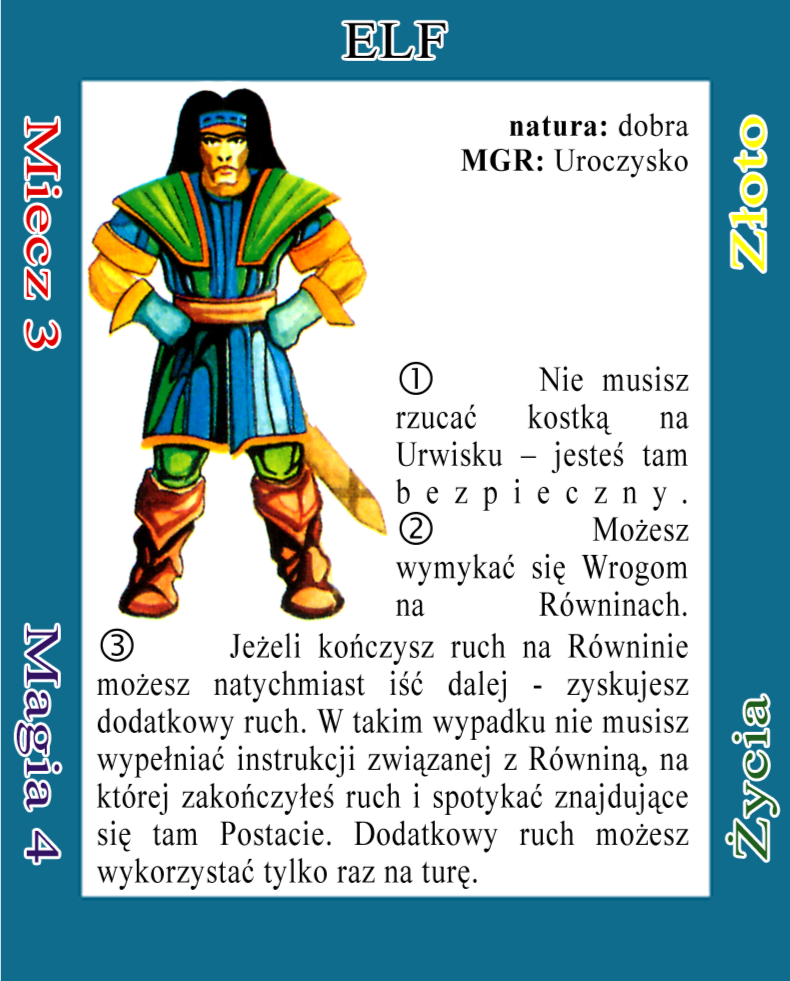 ELF
natura: dobra
MGR: Uroczysko
Miecz 3
Złoto
① Nie musisz
rzucać kostką na
Urwisku – jesteś tam
bezpieczny.
② Możesz
wymykać się Wrogom
na Równinach.
③ Jeżeli kończysz ruch na Równinie
możesz natychmiast iść dalej - zyskujesz
dodatkowy ruch. W takim wypadku nie musisz
wypełniać instrukcji związanej z Równiną, na
której zakończyłeś ruch i spotykać znajdujące
się tam Postacie. Dodatkowy ruch możesz
wykorzystać tylko raz na turę.
Magia 4
Życia